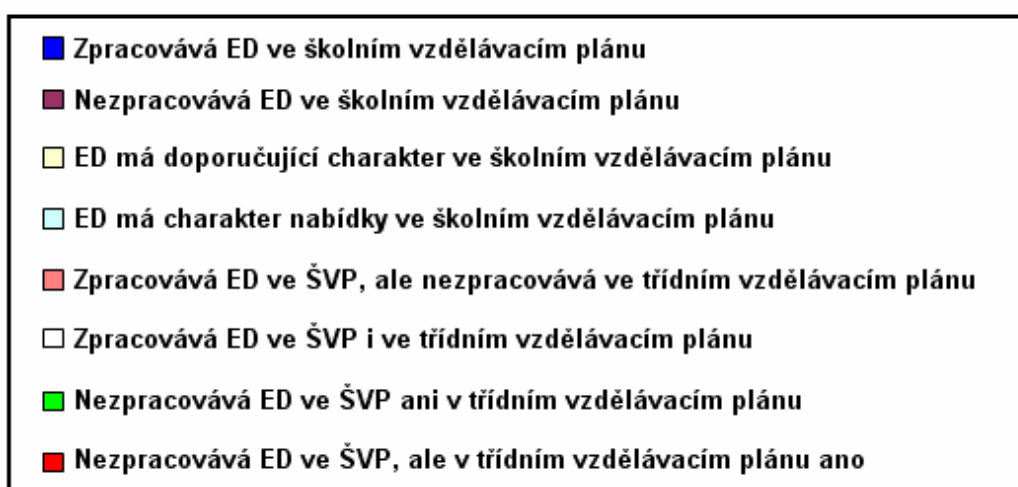 Zpracovává ED ve školním vzdělávacím plánu
Nezpracovává ED ve školním vzdělávacím plánu
ED má doporučující charakter ve školním vzdělávacím plánu
ED má charakter nabídky ve školním vzdělávacím plánu
Zpracovává ED ve ŠVP, ale nezpracovává ve třídním vzdělávacím plánu
Zpracovává ED ve ŠVP i ve třídním vzdělávacím plánu
Nezpracovává ED ve ŠVP ani v třídním vzdělávacím plánu
Nezpracovává ED ve ŠVP, ale v třídním vzdělávacím plánu ano